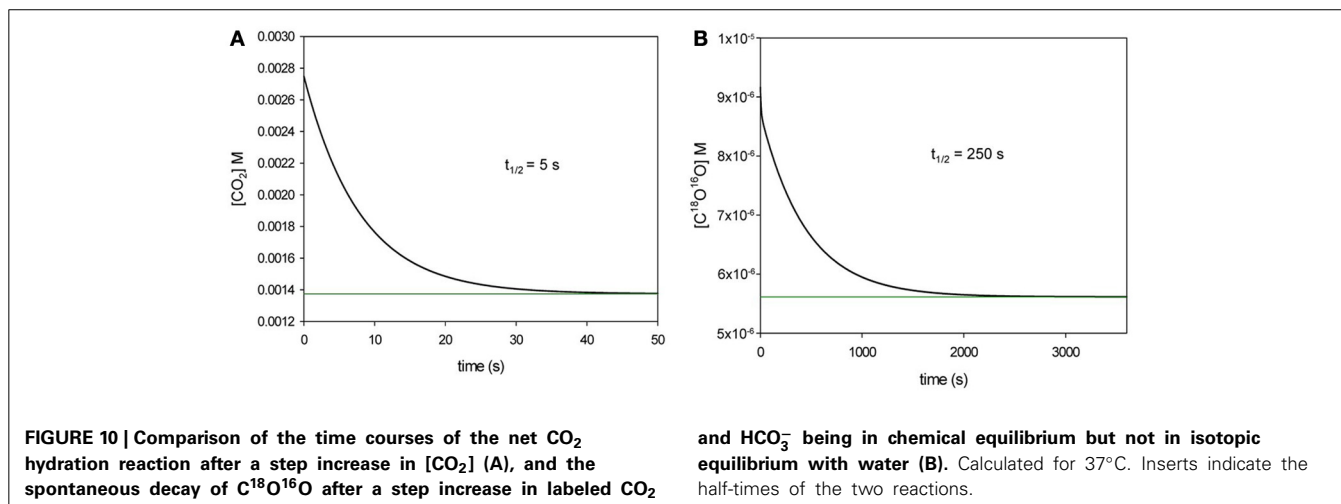 A
0.0030
0.0028
0.0026
0.0024
0.0022
0.0020
0.0018
0.0016
0.0014
0.0012
[CO₂] M
t₁/₂ = 5 s
0 10 20 30 40 50
time (s)
B
1x10⁻⁵
9x10⁻⁶
8x10⁻⁶
7x10⁻⁶
6x10⁻⁶
5x10⁻⁶
[C¹⁸O¹⁶O] M
t₁/₂ = 250 s
0 1000 2000 3000
time (s)
FIGURE 10 | Comparison of the time courses of the net CO₂
hydration reaction after a step increase in [CO₂] (A), and the
spontaneous decay of C¹⁸O¹⁶O after a step increase in labeled CO₂
and HCO₃⁻ being in chemical equilibrium but not in isotopic
equilibrium with water (B). Calculated for 37°C. Inserts indicate the
half-times of the two reactions.